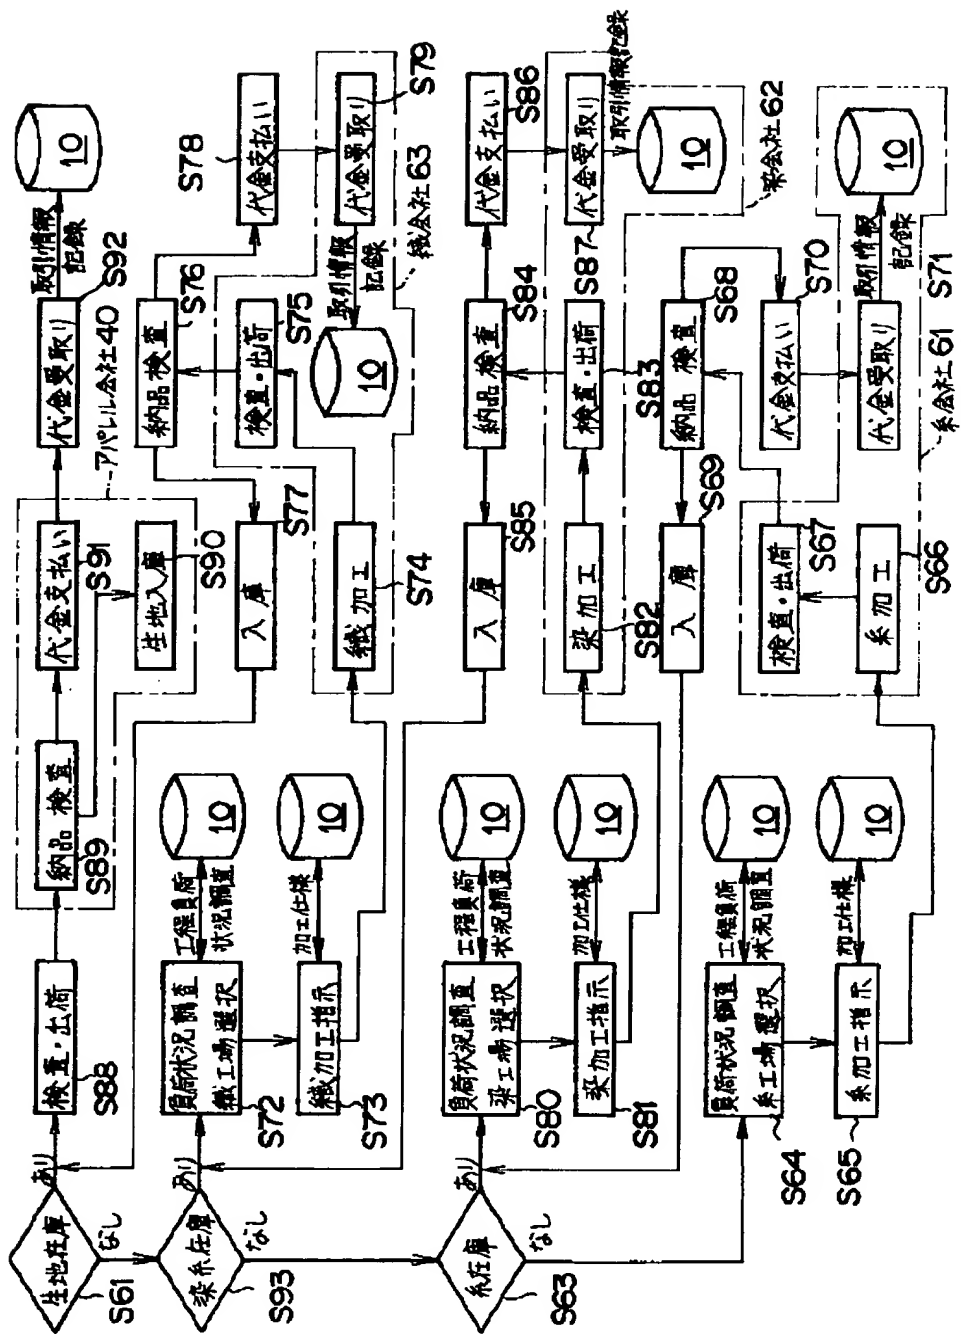 生地在庫
S61
あり
なし
検査・出荷
S88
納品検査
S89
代金支払い
S91
生地入庫
S90
アパレル会社40
代金受取り
S92
取引情報
記録
10
染糸在庫
S93
あり
なし
負荷状況調査
織工場選択
S72
工程負荷
状況調査
10
織加工指示
S73
加工仕様
10
織加工
S74
検査・出荷
S75
納品検査
S76
入庫
S77
代金支払い
S78
代金受取り
S79
取引情報
記録
10
織会社63
糸在庫
S63
あり
なし
負荷状況調査
染工場選択
S80
工程負荷
状況調査
10
染加工指示
S81
加工仕様
10
染加工
S82
検査・出荷
S83
納品検査
S84
入庫
S85
代金支払い
S86
代金受取り
S87
取引情報記録
10
染会社62
負荷状況調査
糸工場選択
S64
工程負荷
状況調査
10
糸加工指示
S65
加工仕様
10
糸加工
S66
検査・出荷
S67
納品検査
S68
入庫
S69
代金支払い
S70
代金受取り
S71
取引情報
記録
10
糸会社61